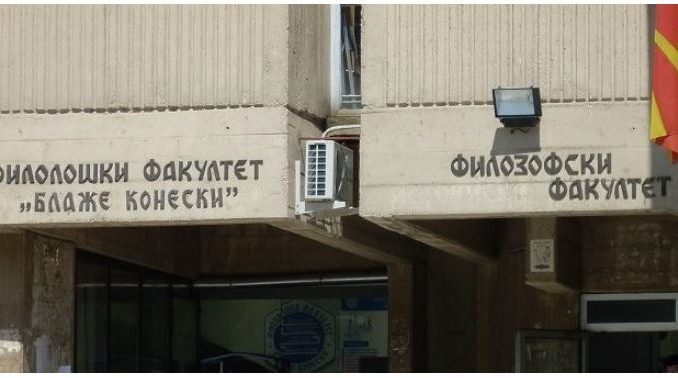 ФИЛОЛОШКИ ФАКУЛТЕТ
„БЛАЖЕ КОНЕСКИ”
ФИЛОЗОФСКИ
ФАКУЛТЕТ